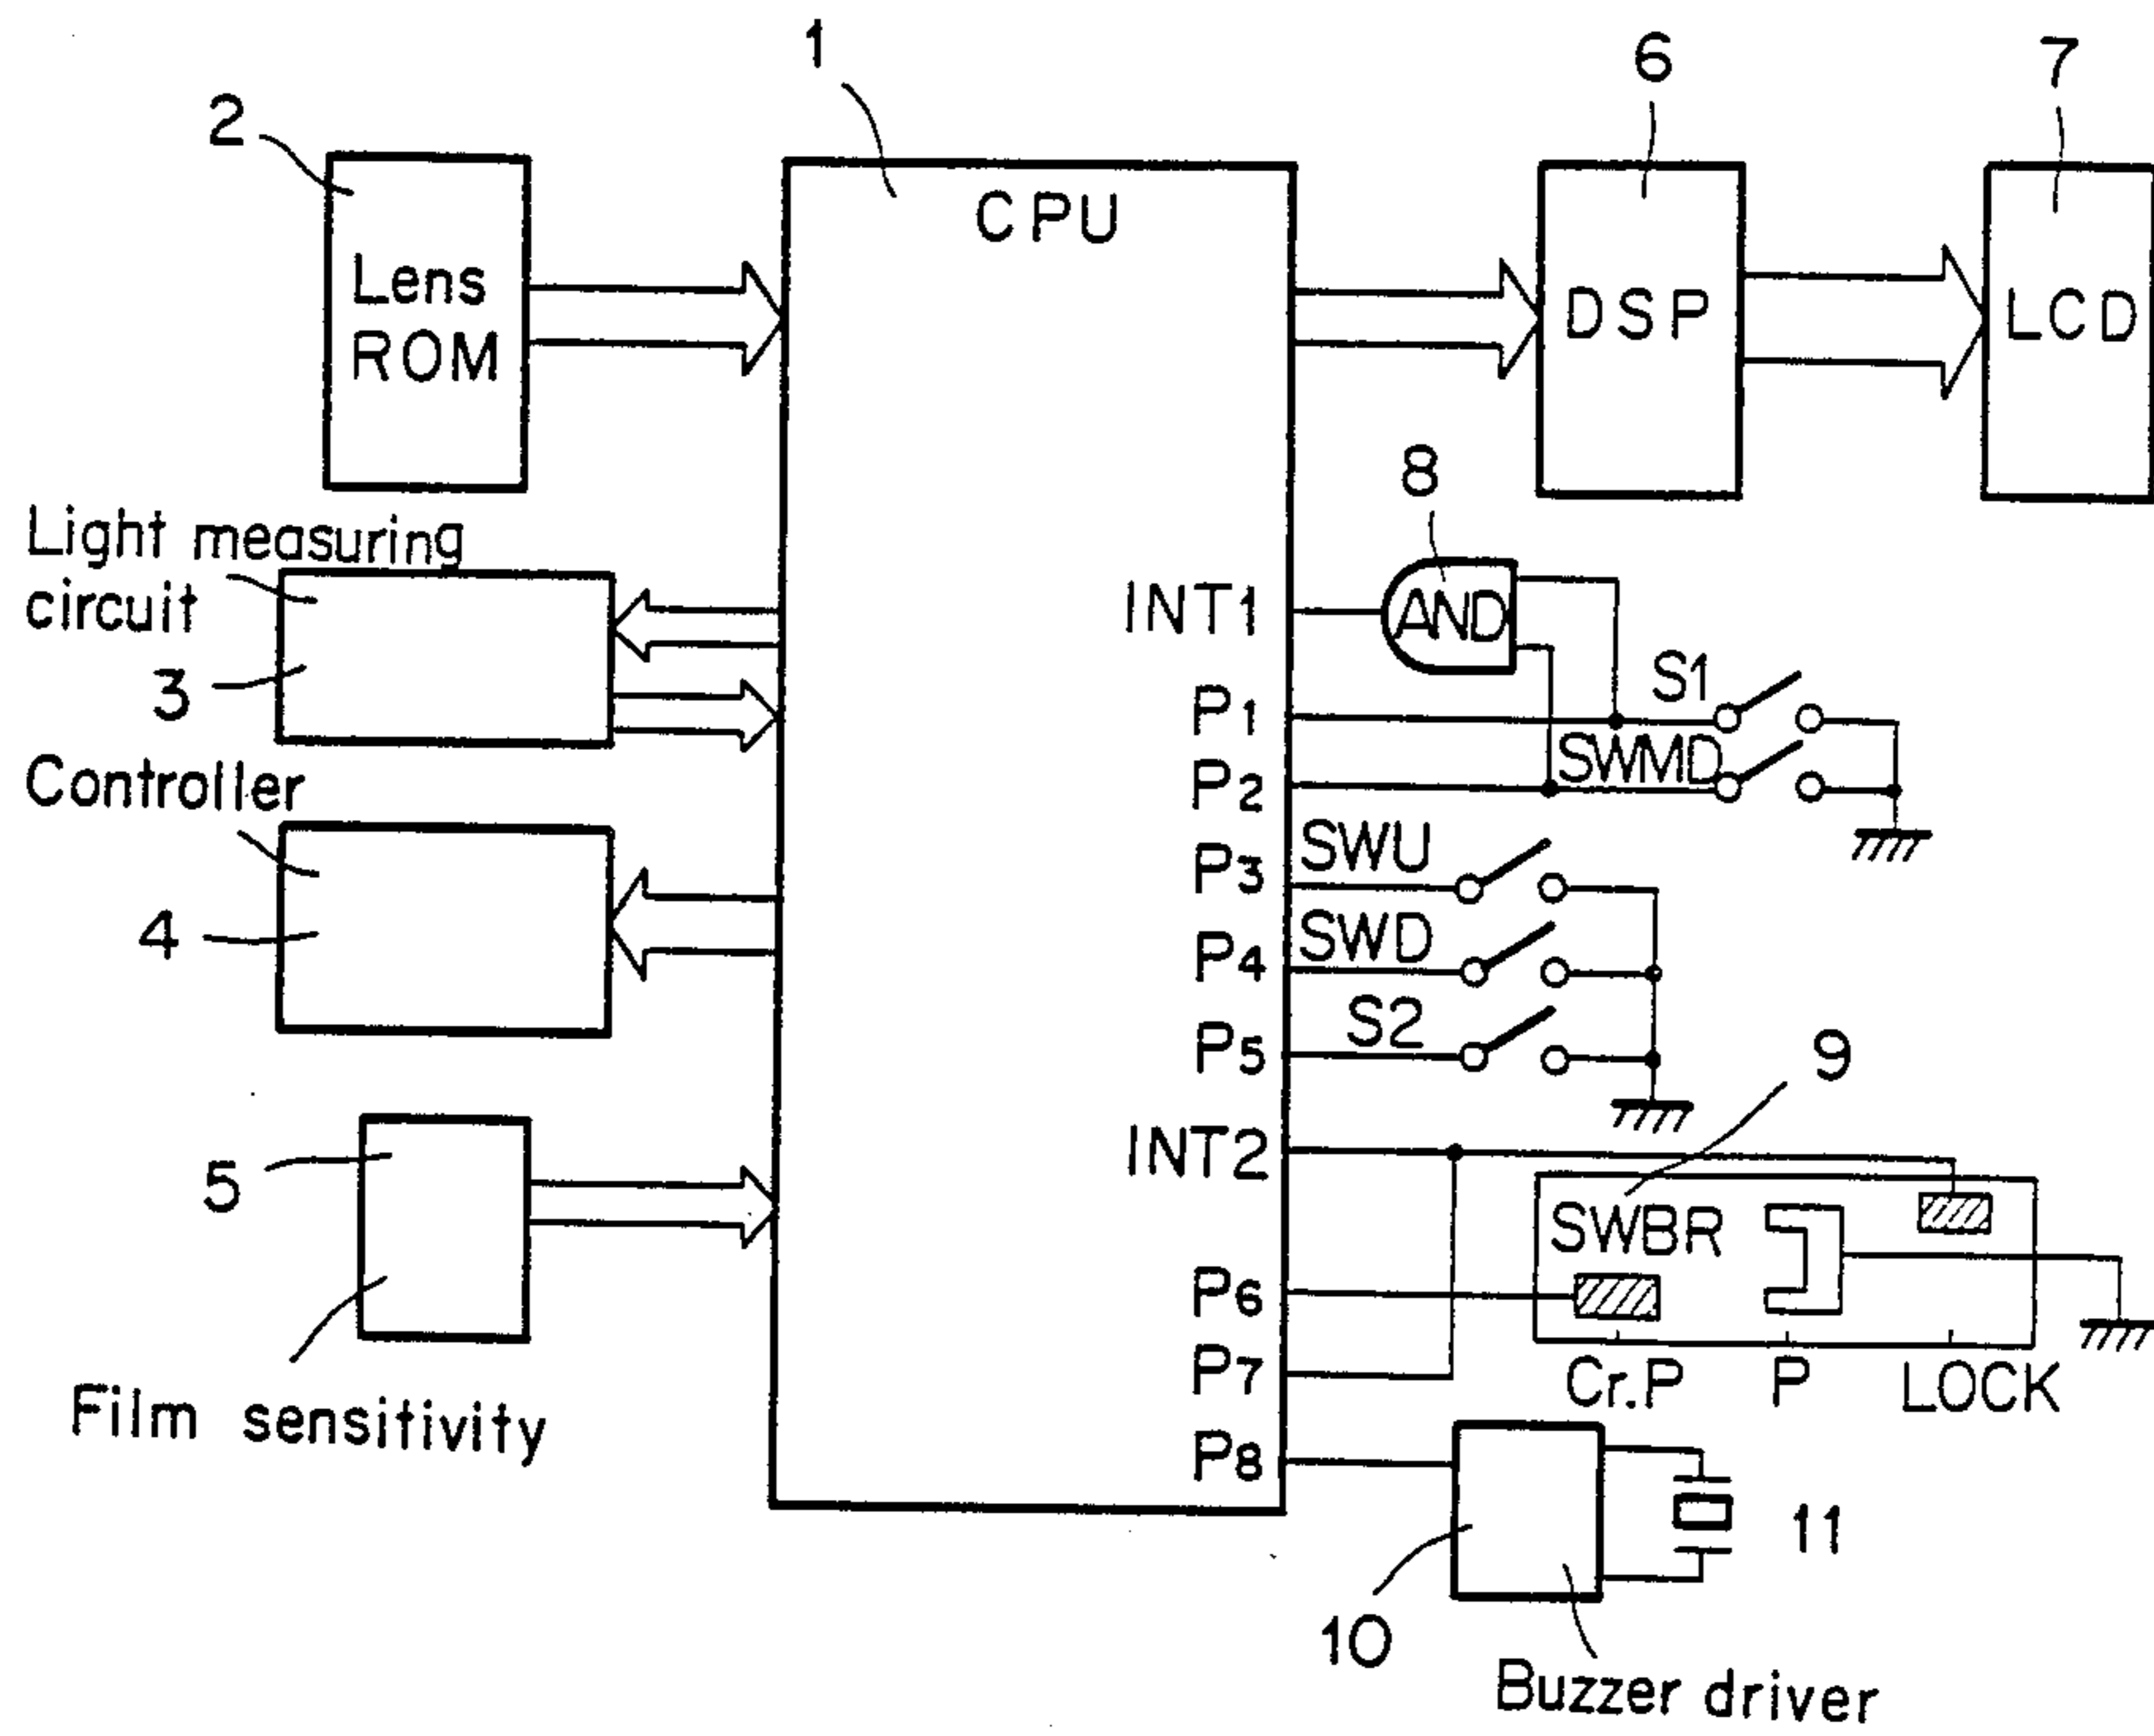 1
6
7
2
CPU
Lens
ROM
DSP
LCD
8
Light measuring
circuit
INT1
AND
3
P1
S1
Controller
P2
SWMD
P3
SWU
4
P4
SWD
P5
S2
9
5
INT2
SWBR
P6
P7
Cr.P
P
LOCK
Film sensitivity
P8
11
10
Buzzer driver